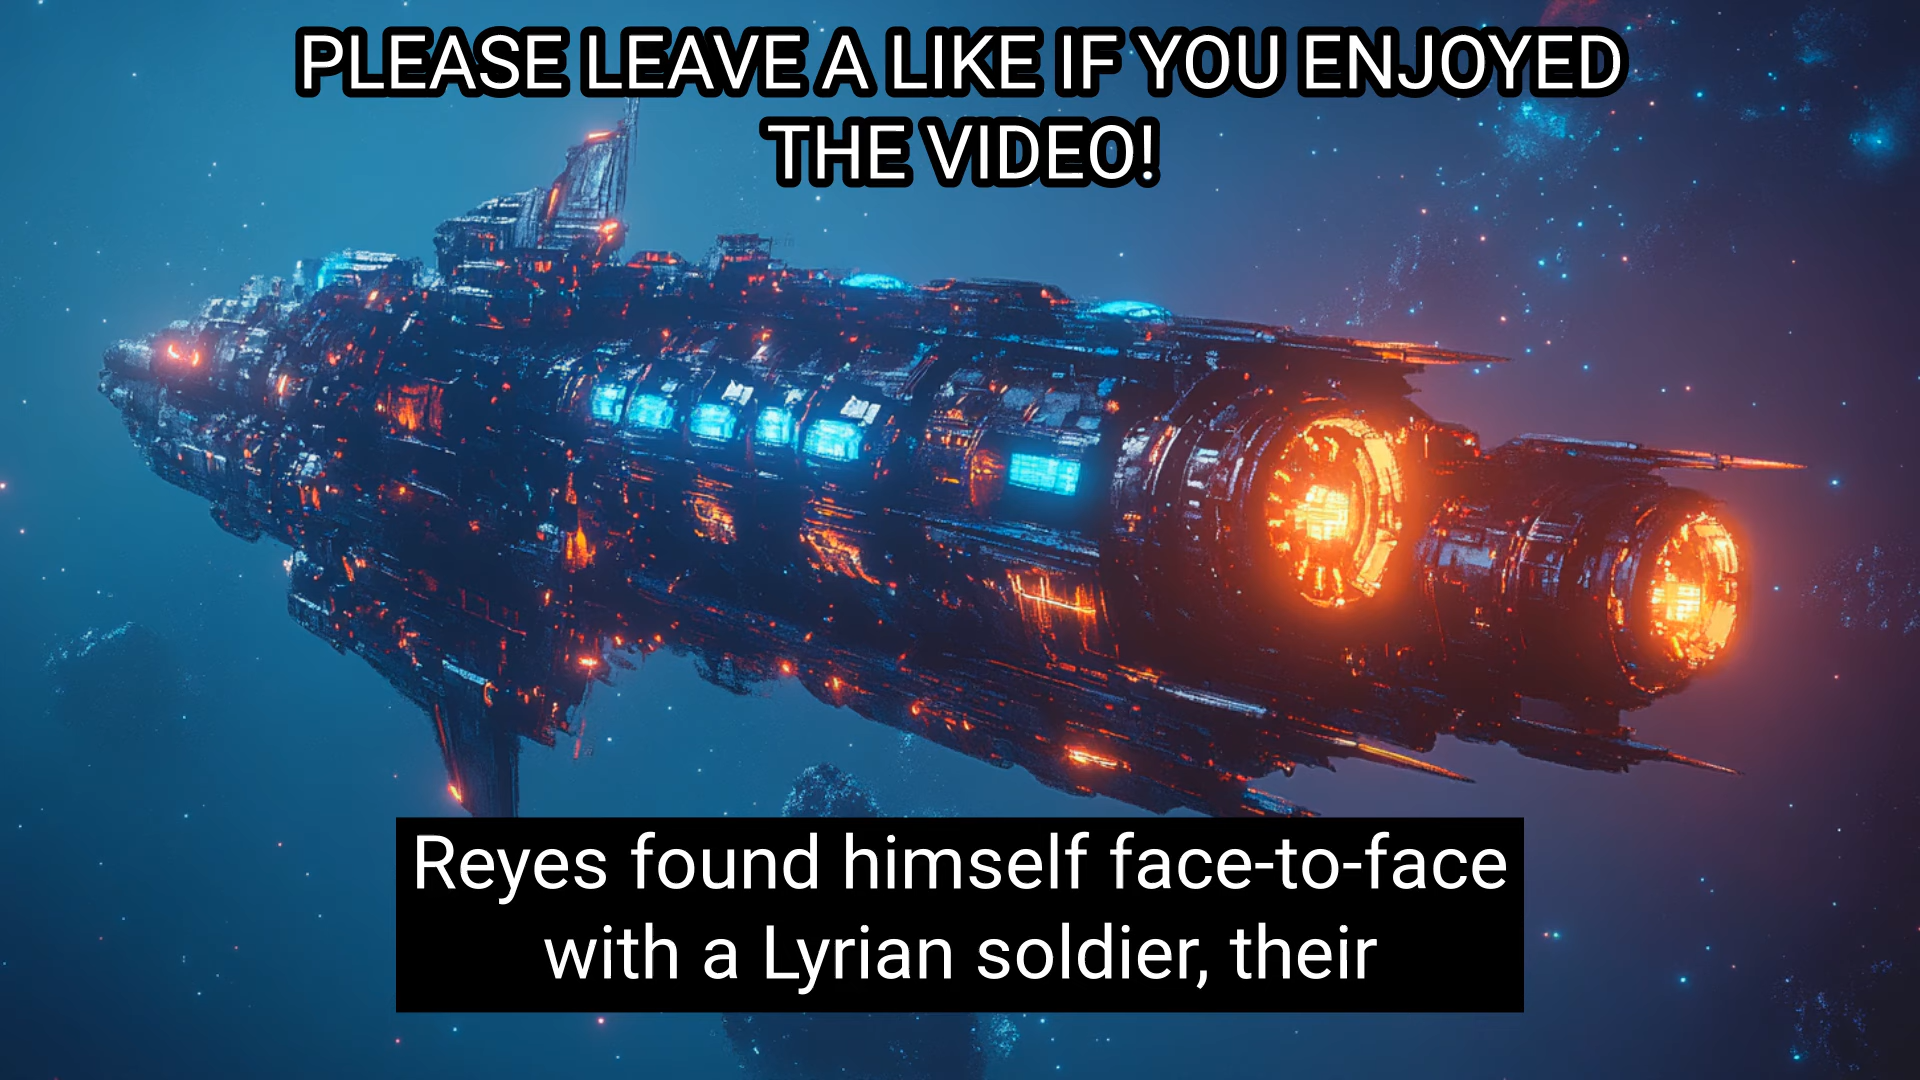 PLEASE LEAVE A LIKE IF YOU ENJOYED
THE VIDEO!
Reyes found himself face-to-face
with a Lyrian soldier, their